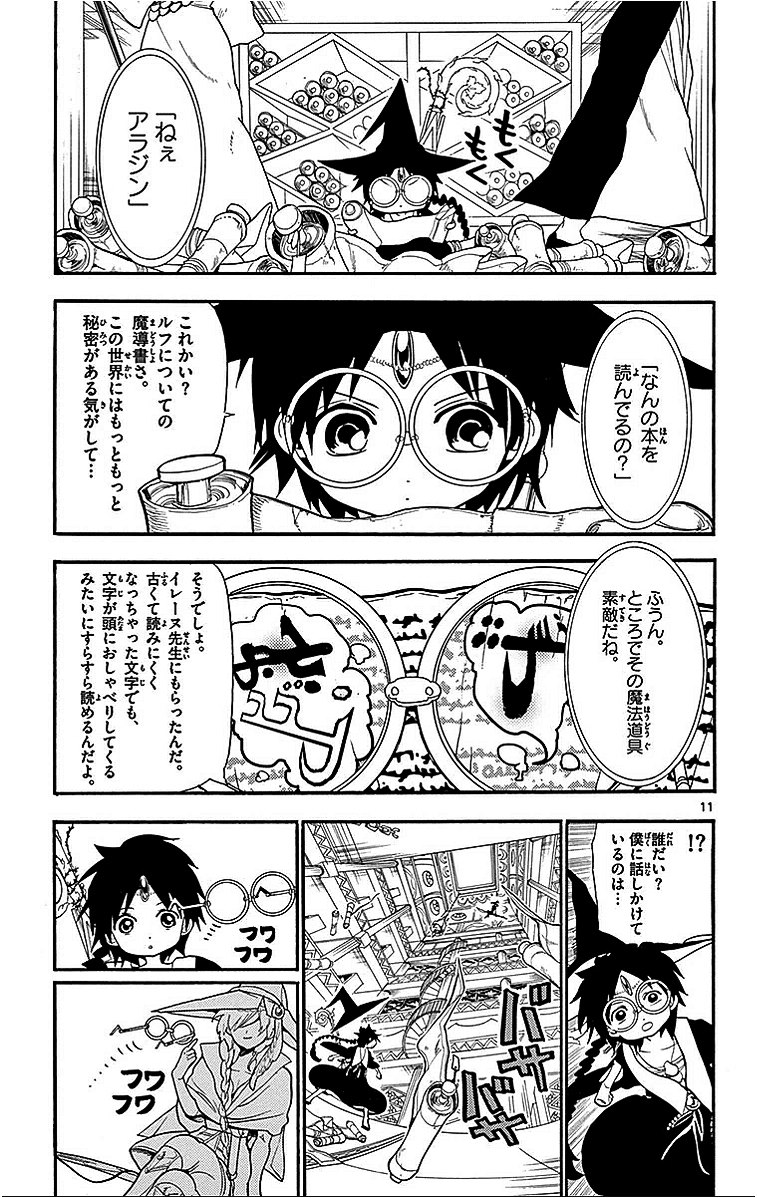 「ねぇ
アラジン」
もく
もく
「なんの本を
読んでるの？」
これかい？
ルフについての
魔導書さ。
この世界にはもっともっと
秘密がある気がして…
ふうん。
ところでその魔法道具
素敵だね。
そうでしょ。
イレーヌ先生にもらったんだ。
古くて読みにくく
なっちゃった文字でも、
文字が頭におしゃべりしてくる
みたいにすらすら読めるんだよ。
11
!?
誰だい？
僕に話しかけて
いるのは…
バサ
バサ
フワ
フワ
フワ
フワ